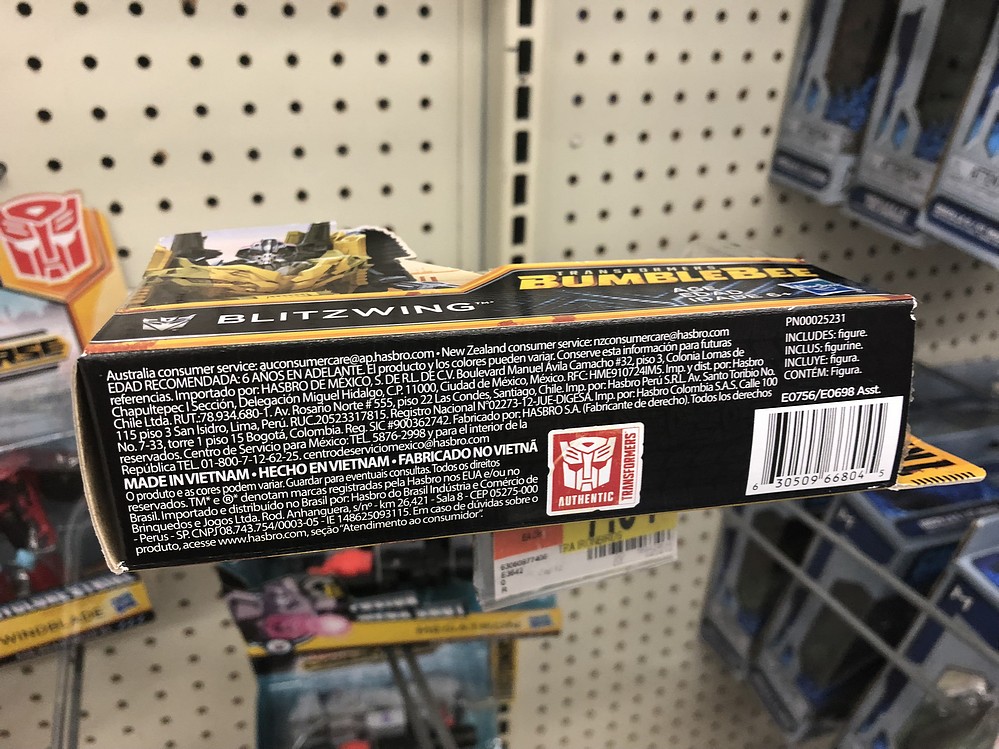 TRANSFORMERS
BUMBLEBEE
BLITZWING™
AGE
EDAD
IDADE 6+
Australia consumer service: auconsumercare@ap.hasbro.com • New Zealand consumer service: nzconsumercare@hasbro.com
EDAD RECOMENDADA: 6 AÑOS EN ADELANTE. El producto y los colores pueden variar. Conserve esta información para futuras
referencias. Importado por HASBRO DE MÉXICO, S. DE R.L. DE C.V. Boulevard Manuel Ávila Camacho #32, piso 3, Colonia Lomas de
Chapultepec I Sección, Delegación Miguel Hidalgo, C.P. 11000, Ciudad de México, México. RFC: HME910724IM5. Imp. y dist. por: Hasbro
Chile Ltda. RUT.:78.934.680-1. Av. Rosario Norte # 555, piso 22 Las Condes, Santiago, Chile. Imp. por: Hasbro Perú S.R.L. Av. Santo Toribio No.
115 piso 3 San Isidro, Lima, Perú. RUC.20523317815. Registro Nacional N°02273-12-JUE-DIGESA. Imp. por: Hasbro Colombia S.A.S. Calle 100
No. 7-33, torre 1 piso 15 Bogotá, Colombia. Reg. SIC #900362742. Fabricado por: HASBRO S.A. (Fabricante de derecho). Todos los derechos
reservados. Centro de Servicio para México: TEL. 5876-2998 y para el interior de la
República TEL. 01-800-7-12-62-25. centrodeserviciomexico@hasbro.com
MADE IN VIETNAM • HECHO EN VIETNAM • FABRICADO NO VIETNÃ
O produto e as cores podem variar. Guardar para eventuais consultas. Todos os direitos
reservados. TM* e ®* denotam marcas registradas pela Hasbro nos EUA e/ou no
Brasil. Importado e distribuído no Brasil por: Hasbro do Brasil Indústria e Comércio de
Brinquedos e Jogos Ltda. Rod. Anhanguera, s/nº - km 26,421 - Sala 8 - CEP 05275-000
- Perus - SP. CNPJ 08.743.754/0003-05 - IE 148625093115. Em caso de dúvidas sobre o
produto, acesse www.hasbro.com, seção "Atendimento ao consumidor".
AUTHENTIC
TRANSFORMERS
PN00025231
INCLUDES: figure.
INCLUS: figurine.
INCLUYE: figura.
CONTÉM: Figura.
E0756/E0698 Asst.
6 30509 66804 5
WINDBLADE
MEGATRON
E3642